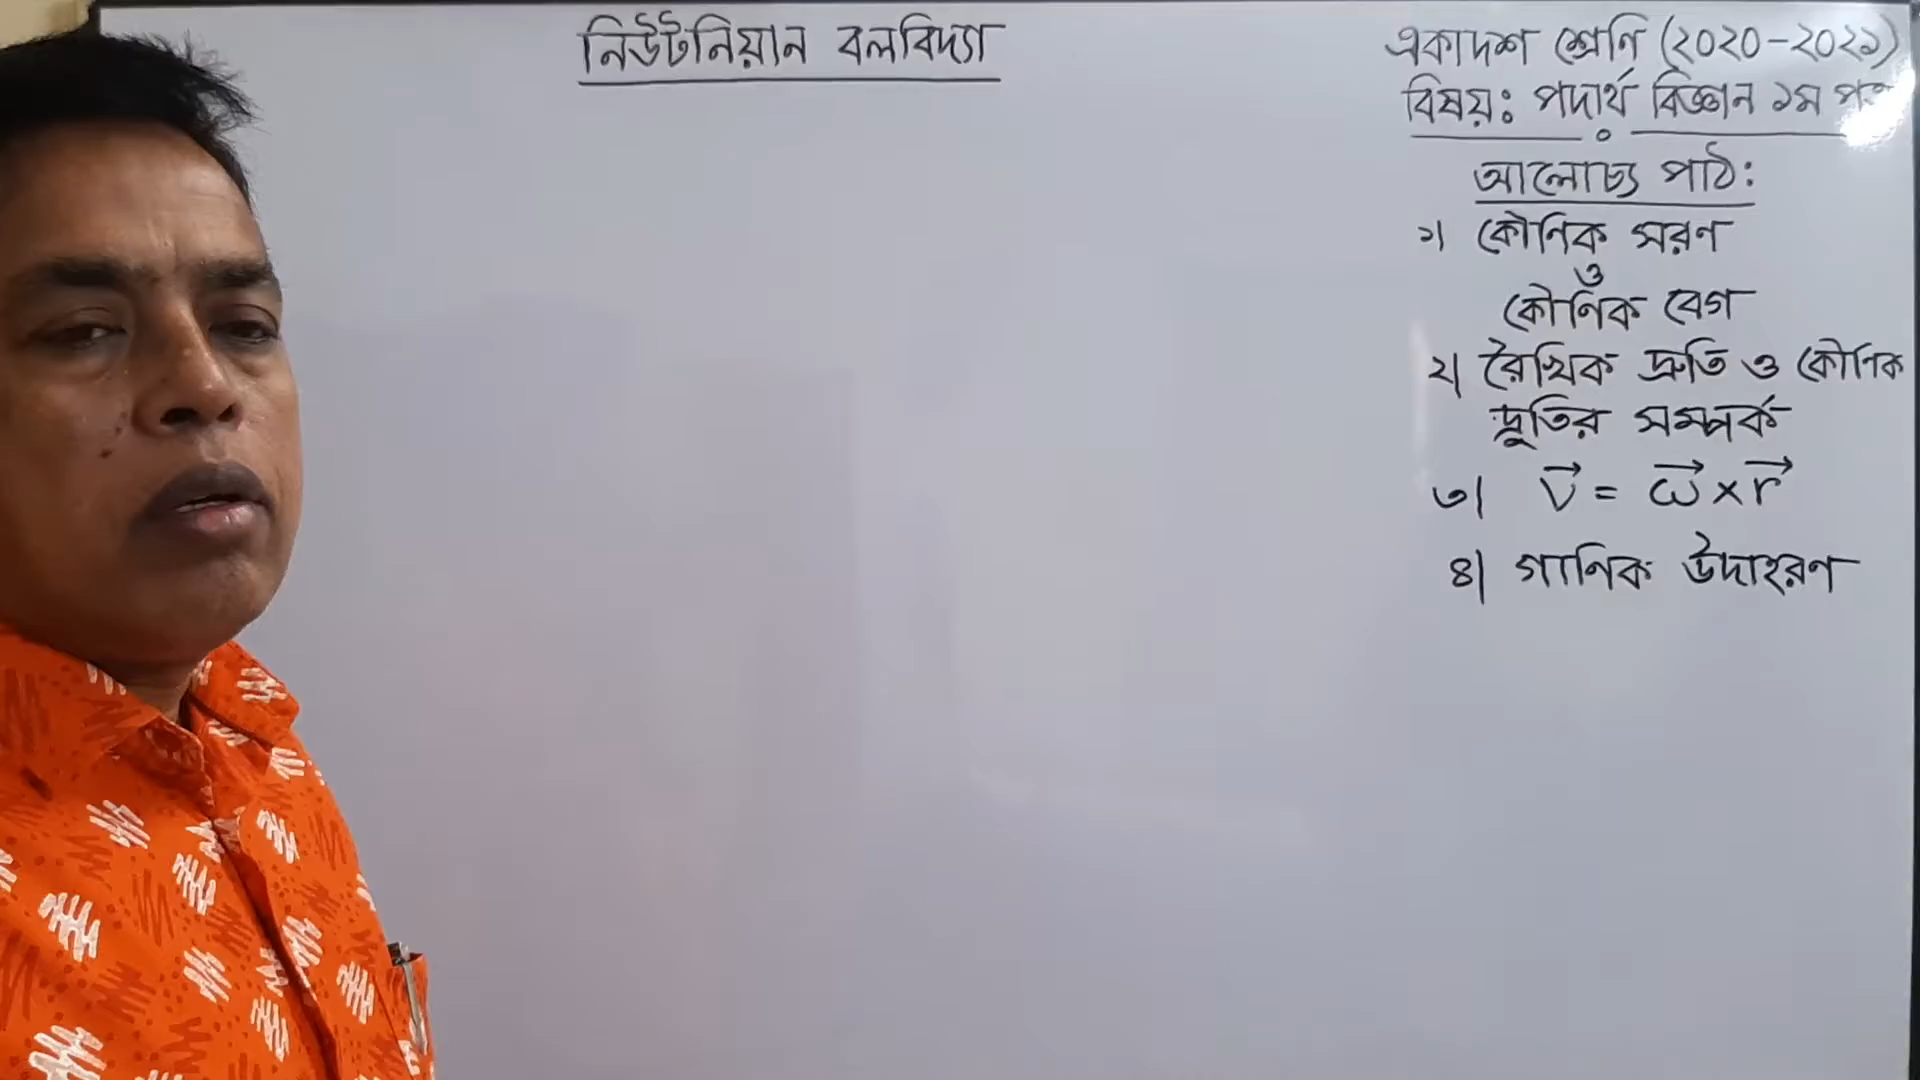 নিউটনিয়ান বলবিদ্যা
একাদশ শ্রেণি (২০২০-২০২১)
বিষয়ঃ পদার্থ বিজ্ঞান ১ম পত্র
আলোচ্য পাঠ:
১। কৌণিক সরণ
ও
কৌণিক বেগ
২। রৈখিক দ্রুতি ও কৌণিক
দ্রুতির সম্পর্ক
৩। v⃗ = ω⃗ × r⃗
৪। গাণিক উদাহরণ